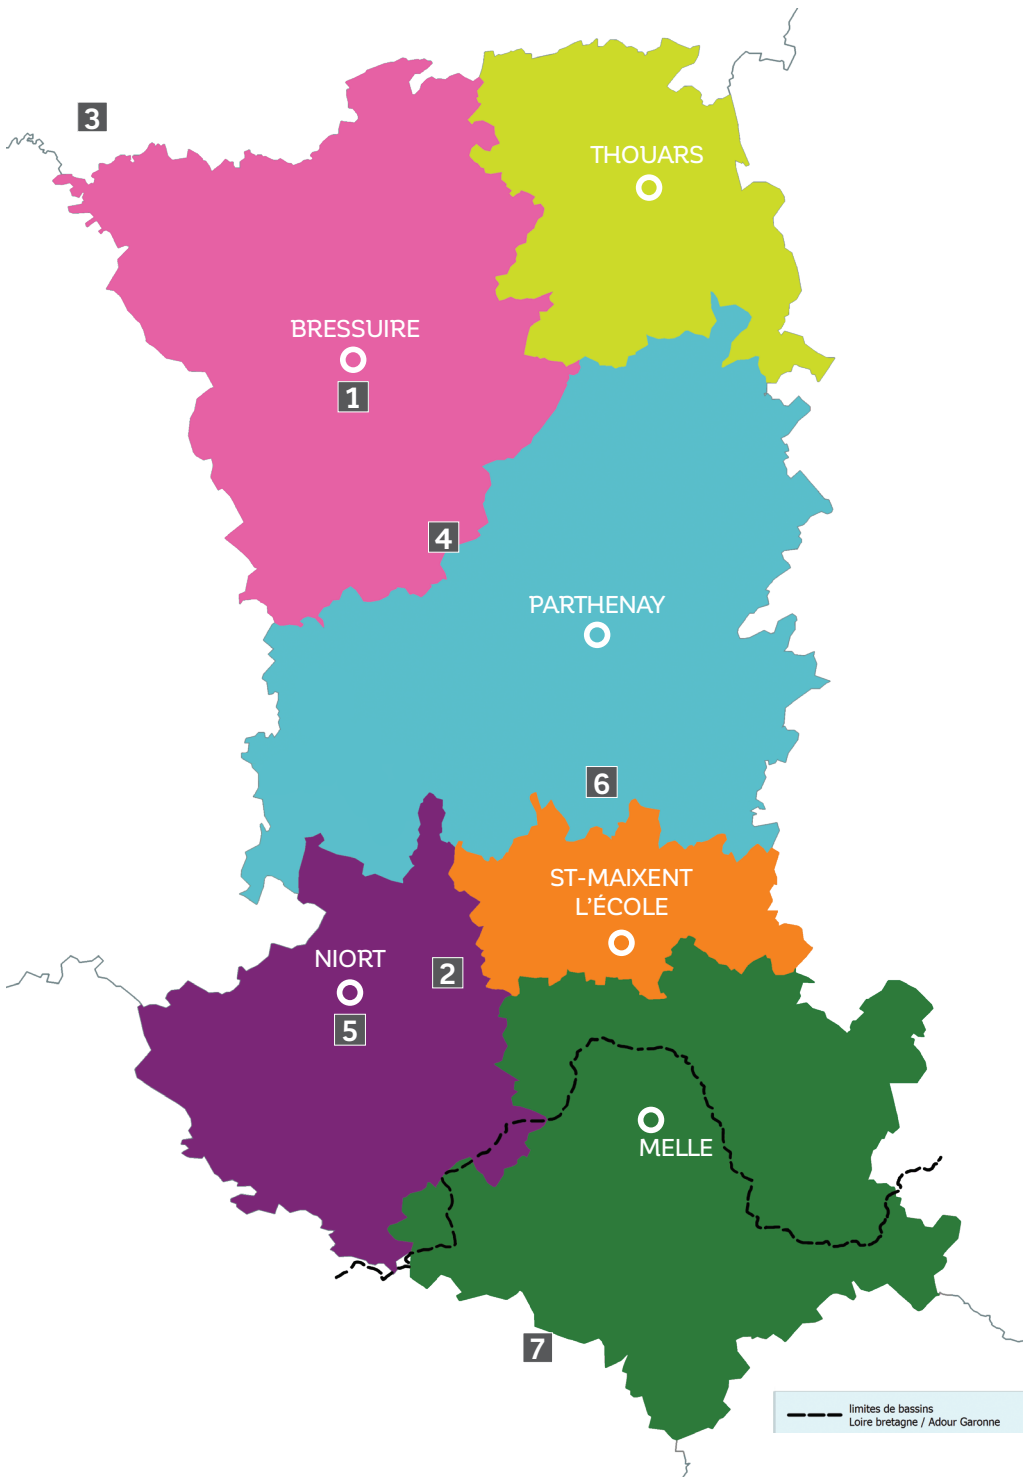 3
THOUARS
BRESSUIRE
1
4
PARTHENAY
6
ST-MAIXENT
L'ÉCOLE
NIORT
2
5
MELLE
7
limites de bassins
Loire bretagne / Adour Garonne